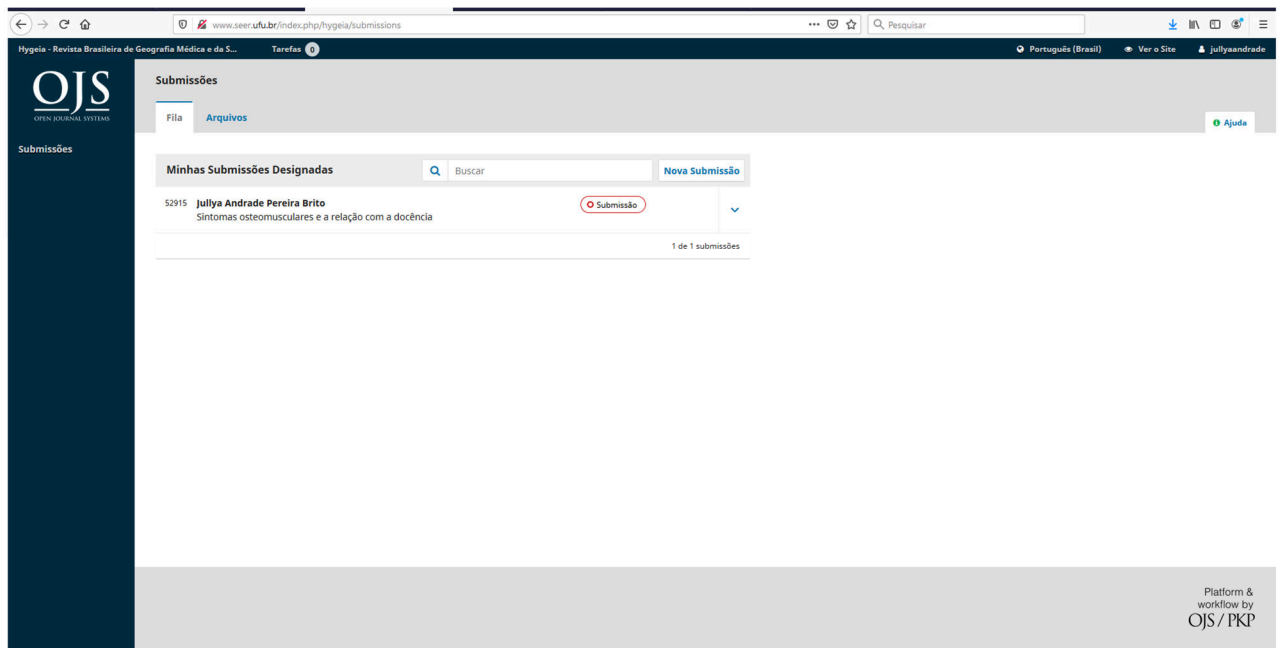 www.seer.ufu.br/index.php/hygeia/submissions
Pesquisar
Hygeia - Revista Brasileira de Geografia Médica e da S... Tarefas 0 Português (Brasil) Ver o Site jullyaandrade
OJS
OPEN JOURNAL SYSTEMS
Submissões
Submissões
Fila Arquivos
Ajuda
Minhas Submissões Designadas Buscar Nova Submissão
52915 Jullya Andrade Pereira Brito Submissão
Sintomas osteomusculares e a relação com a docência
1 de 1 submissões
Platform &
workflow by
OJS / PKP